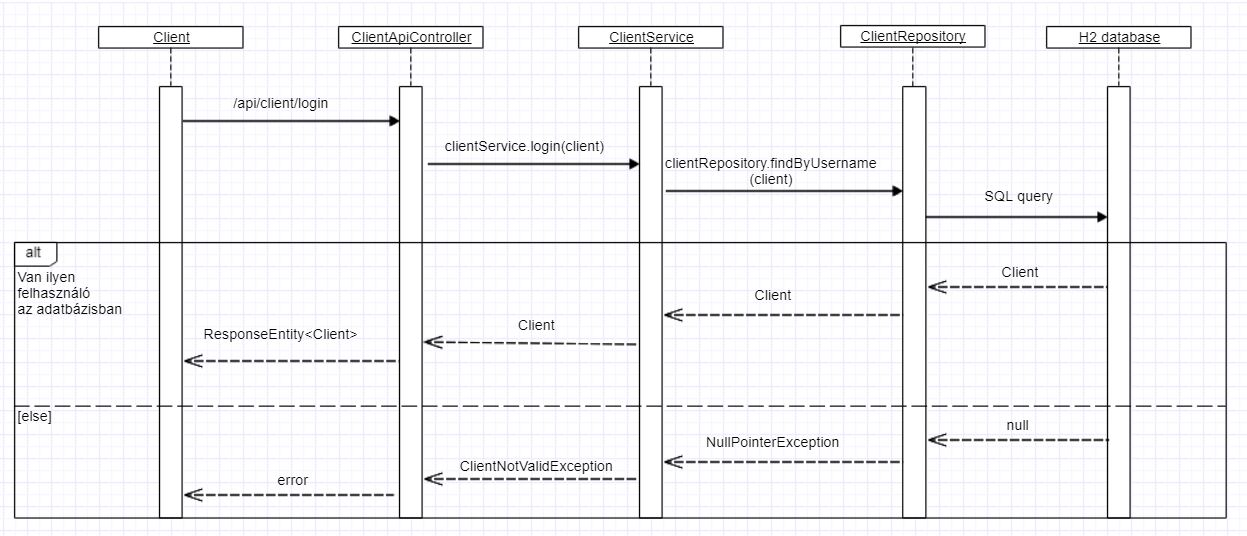 Client
ClientApiController
ClientService
ClientRepository
H2 database
/api/client/login
clientService.login(client)
clientRepository.findByUsername
(client)
SQL query
alt
Van ilyen
felhasználó
az adatbázisban
Client
Client
Client
ResponseEntity<Client>
[else]
null
NullPointerException
ClientNotValidException
error